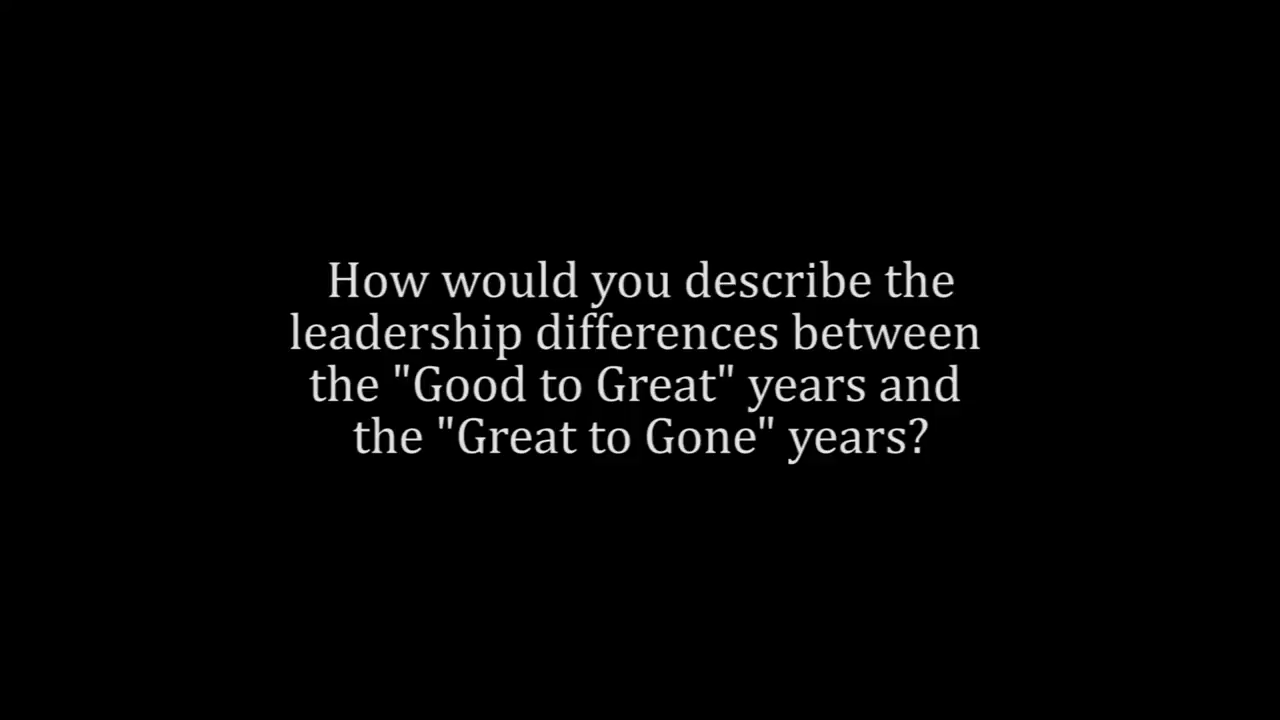 How would you describe the
leadership differences between
the "Good to Great" years and
the "Great to Gone" years?